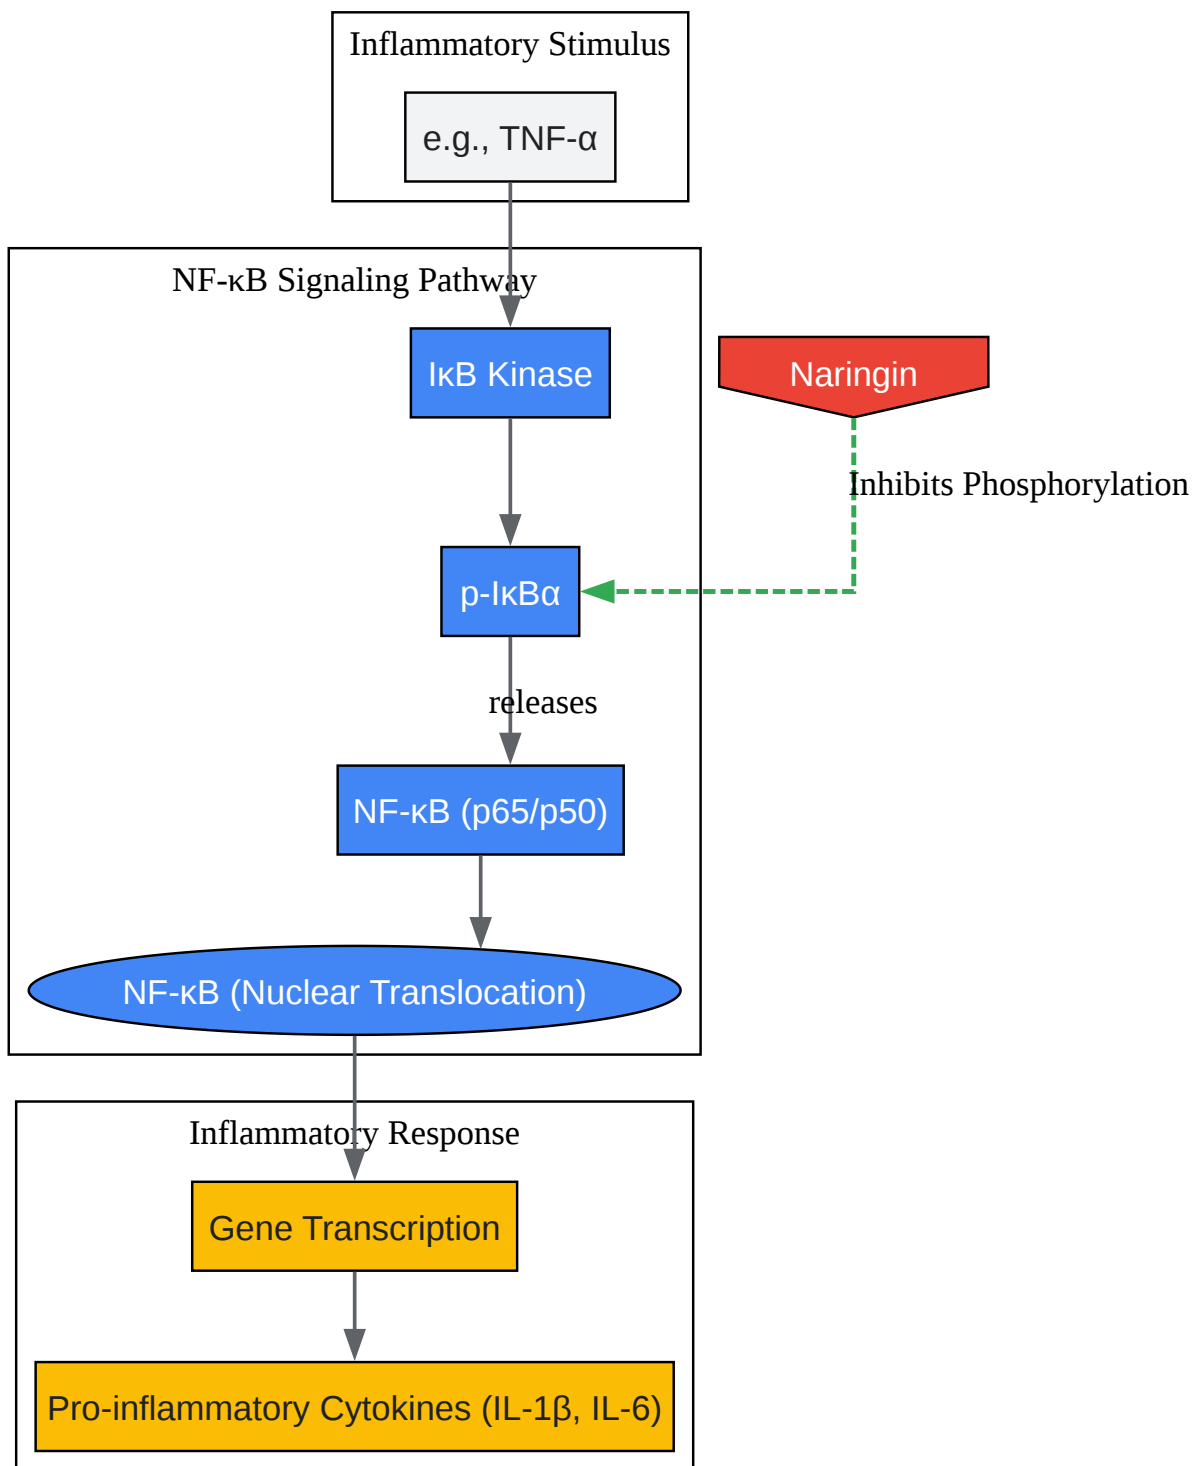 Inflammatory Stimulus
e.g., TNF-α
NF-κB Signaling Pathway
IκB Kinase
Naringin
Inhibits Phosphorylation
p-IκBα
releases
NF-κB (p65/p50)
NF-κB (Nuclear Translocation)
Inflammatory Response
Gene Transcription
Pro-inflammatory Cytokines (IL-1β, IL-6)